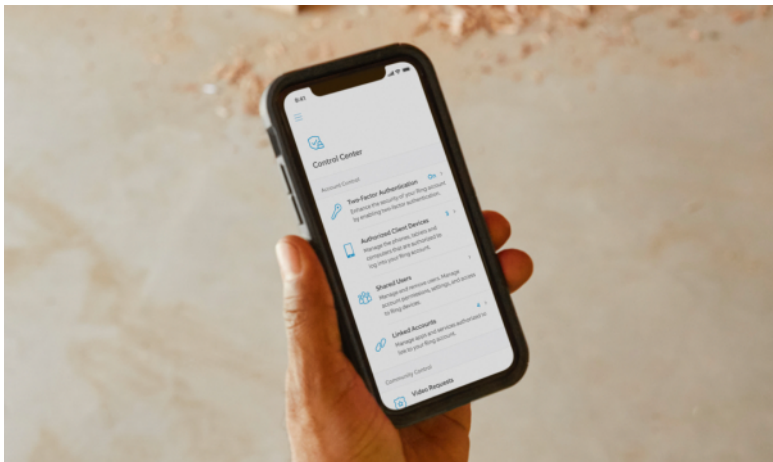 9:41
Control Center
Account Control
Two-Factor Authentication On
Enhance the security of your Ring account
by enabling two-factor authentication.
Authorized Client Devices
Manage the phones, tablets and
computers that are authorized to
log into your Ring account.
Shared Users
Manage and remove users. Manage
account permissions, settings, and access
to Ring devices.
Linked Accounts 4
Manage apps and services authorized to
link to your Ring account.
Community Control
Video Requests